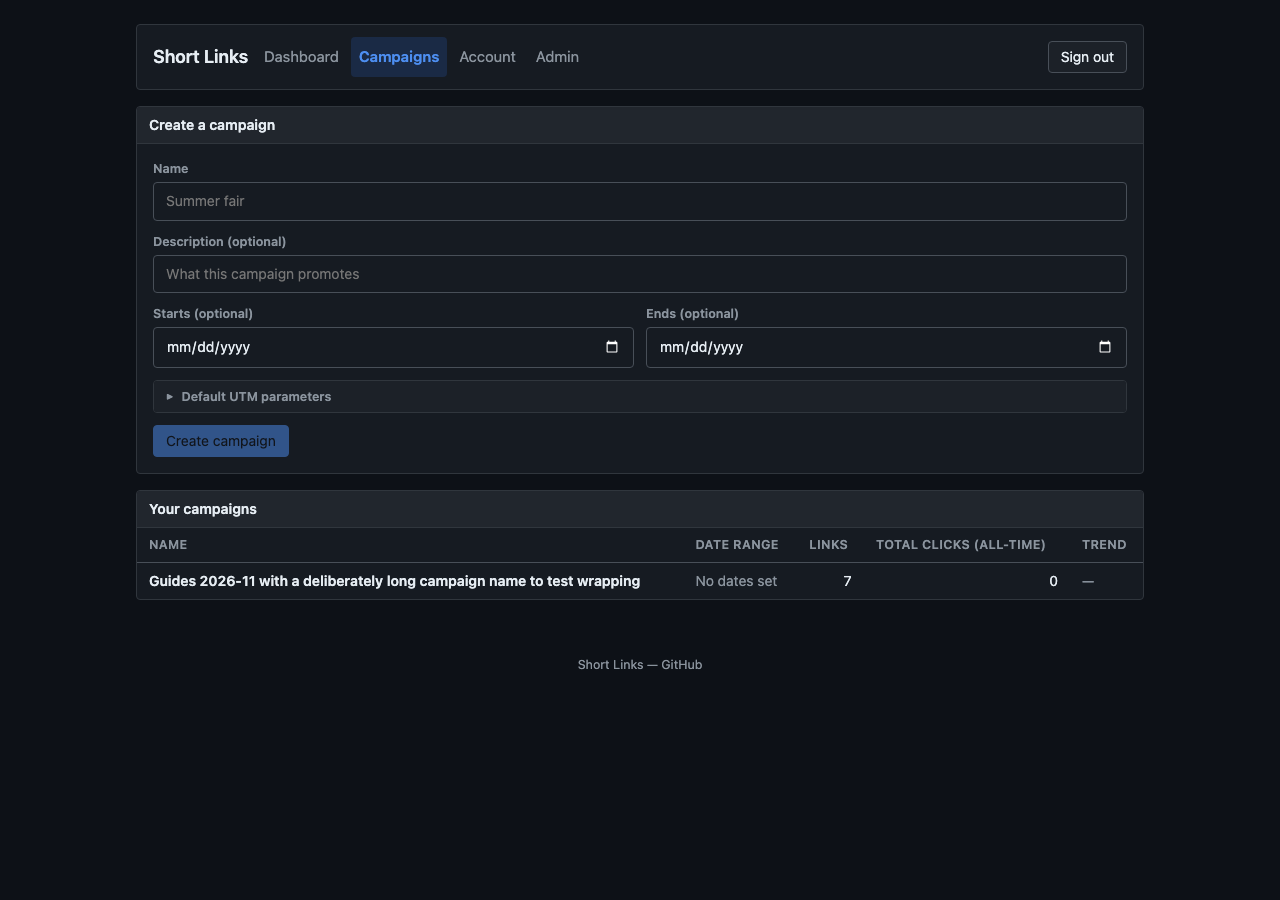 Short Links Dashboard Campaigns Account Admin Sign out
Create a campaign
Name
Summer fair
Description (optional)
What this campaign promotes
Starts (optional) Ends (optional)
mm/dd/yyyy mm/dd/yyyy
Default UTM parameters
Create campaign
Your campaigns
NAME DATE RANGE LINKS TOTAL CLICKS (ALL-TIME) TREND
Guides 2026-11 with a deliberately long campaign name to test wrapping No dates set 7 0 —
Short Links — GitHub